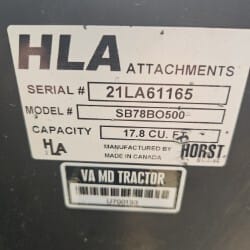 HLA ATTACHMENTS
SERIAL # 21LA61165
MODEL # SB78BO500
CAPACITY 17.8 CU. FT.
HLA MANUFACTURED BY HORST
MADE IN CANADA
VA MD TRACTOR